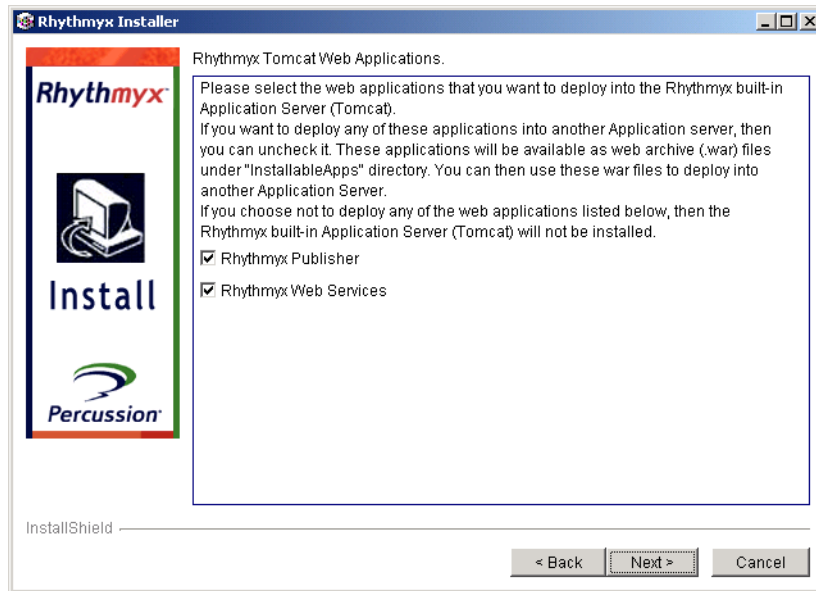 Rhythmyx Installer
Rhythmyx Tomcat Web Applications.
Rhythmyx
Install
Percussion
Please select the web applications that you want to deploy into the Rhythmyx built-in
Application Server (Tomcat).
If you want to deploy any of these applications into another Application server, then
you can uncheck it. These applications will be available as web archive (.war) files
under "InstallableApps" directory. You can then use these war files to deploy into
another Application Server.
If you choose not to deploy any of the web applications listed below, then the
Rhythmyx built-in Application Server (Tomcat) will not be installed.
Rhythmyx Publisher
Rhythmyx Web Services
InstallShield
< Back
Next >
Cancel